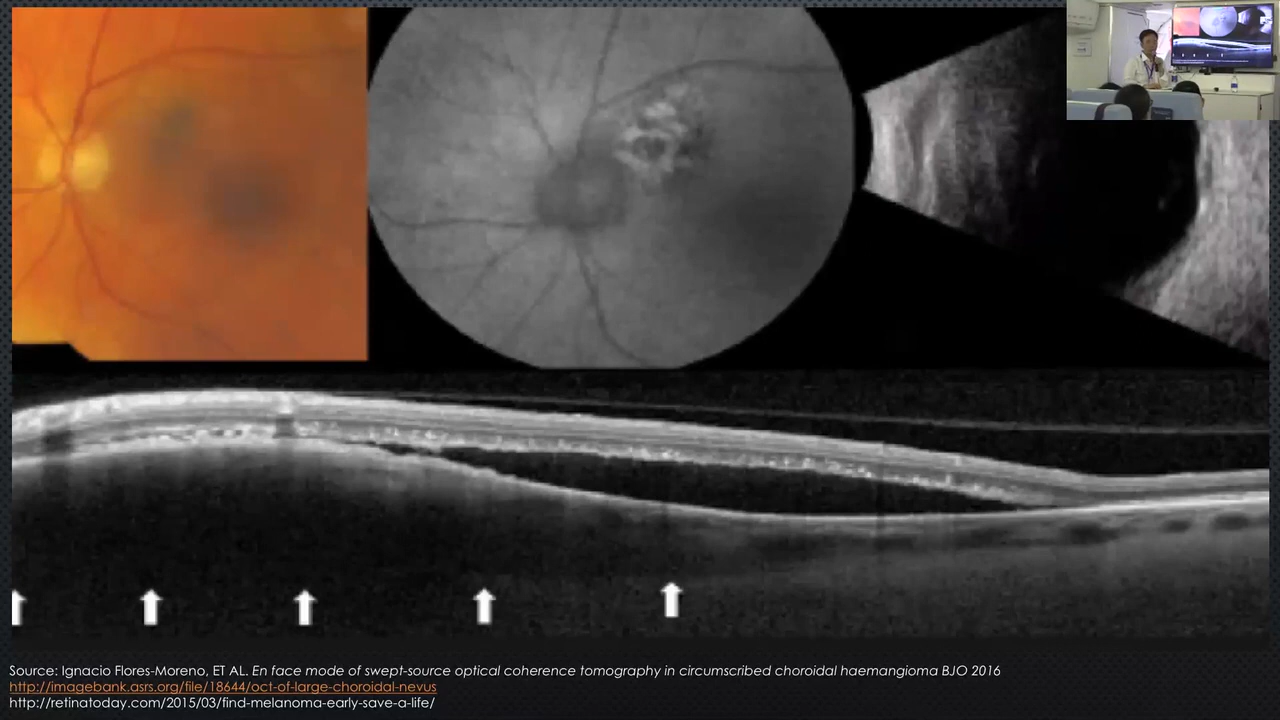 Source: Ignacio Flores-Moreno, ET AL. En face mode of swept-source optical coherence tomography in circumscribed choroidal haemangioma BJO 2016
http://imagebank.asrs.org/file/18644/oct-of-large-choroidal-nevus
http://retinatoday.com/2015/03/find-melanoma-early-save-a-life/